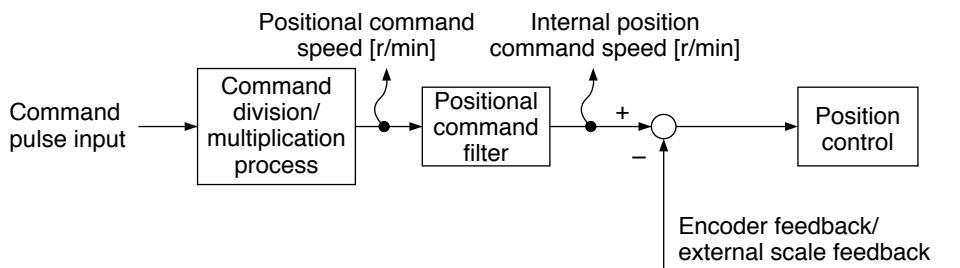 Positional command
speed [r/min]
Internal position
command speed [r/min]
Command
pulse input
Command
division/
multiplication
process
Positional
command
filter
+
−
Position
control
Encoder feedback/
external scale feedback